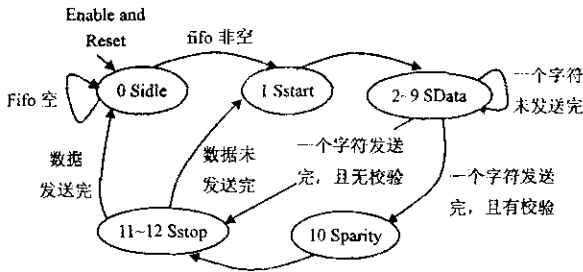 Enable and
Reset
fifo 非空
0 Sidle
1 Sstart
2~9 SData
一个字符
未发送完
Fifo 空
数据
发送完
数据未
发送完
一个字符发送
完，且无校验
一个字符发送
完，且有校验
11~12 Sstop
10 Sparity